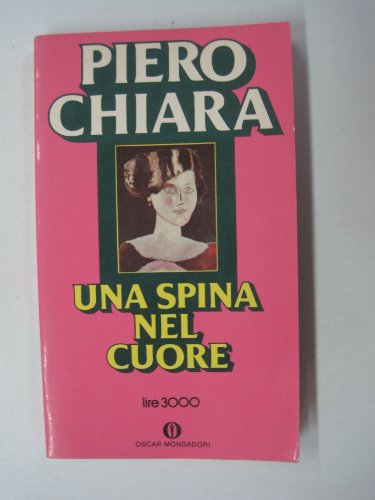 PIERO
CHIARA
UNA SPINA
NEL
CUORE
lire 3000
OSCAR MONDADORI